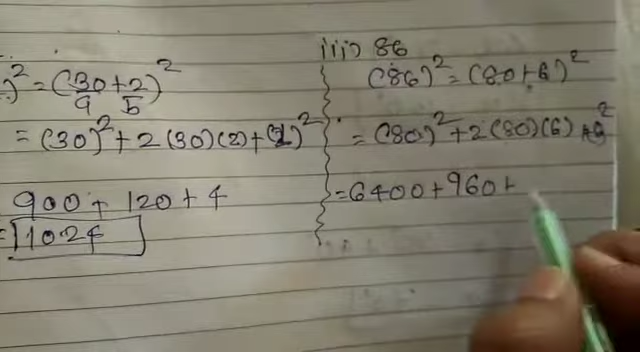 )² = (30+2)²
a b
= (30)² + 2(30)(2) + (2)²
900 + 120 + 4
= 1024
iii) 86
(86)² = (80+6)²
= (80)² + 2(80)(6) + 6²
= 6400 + 960 +